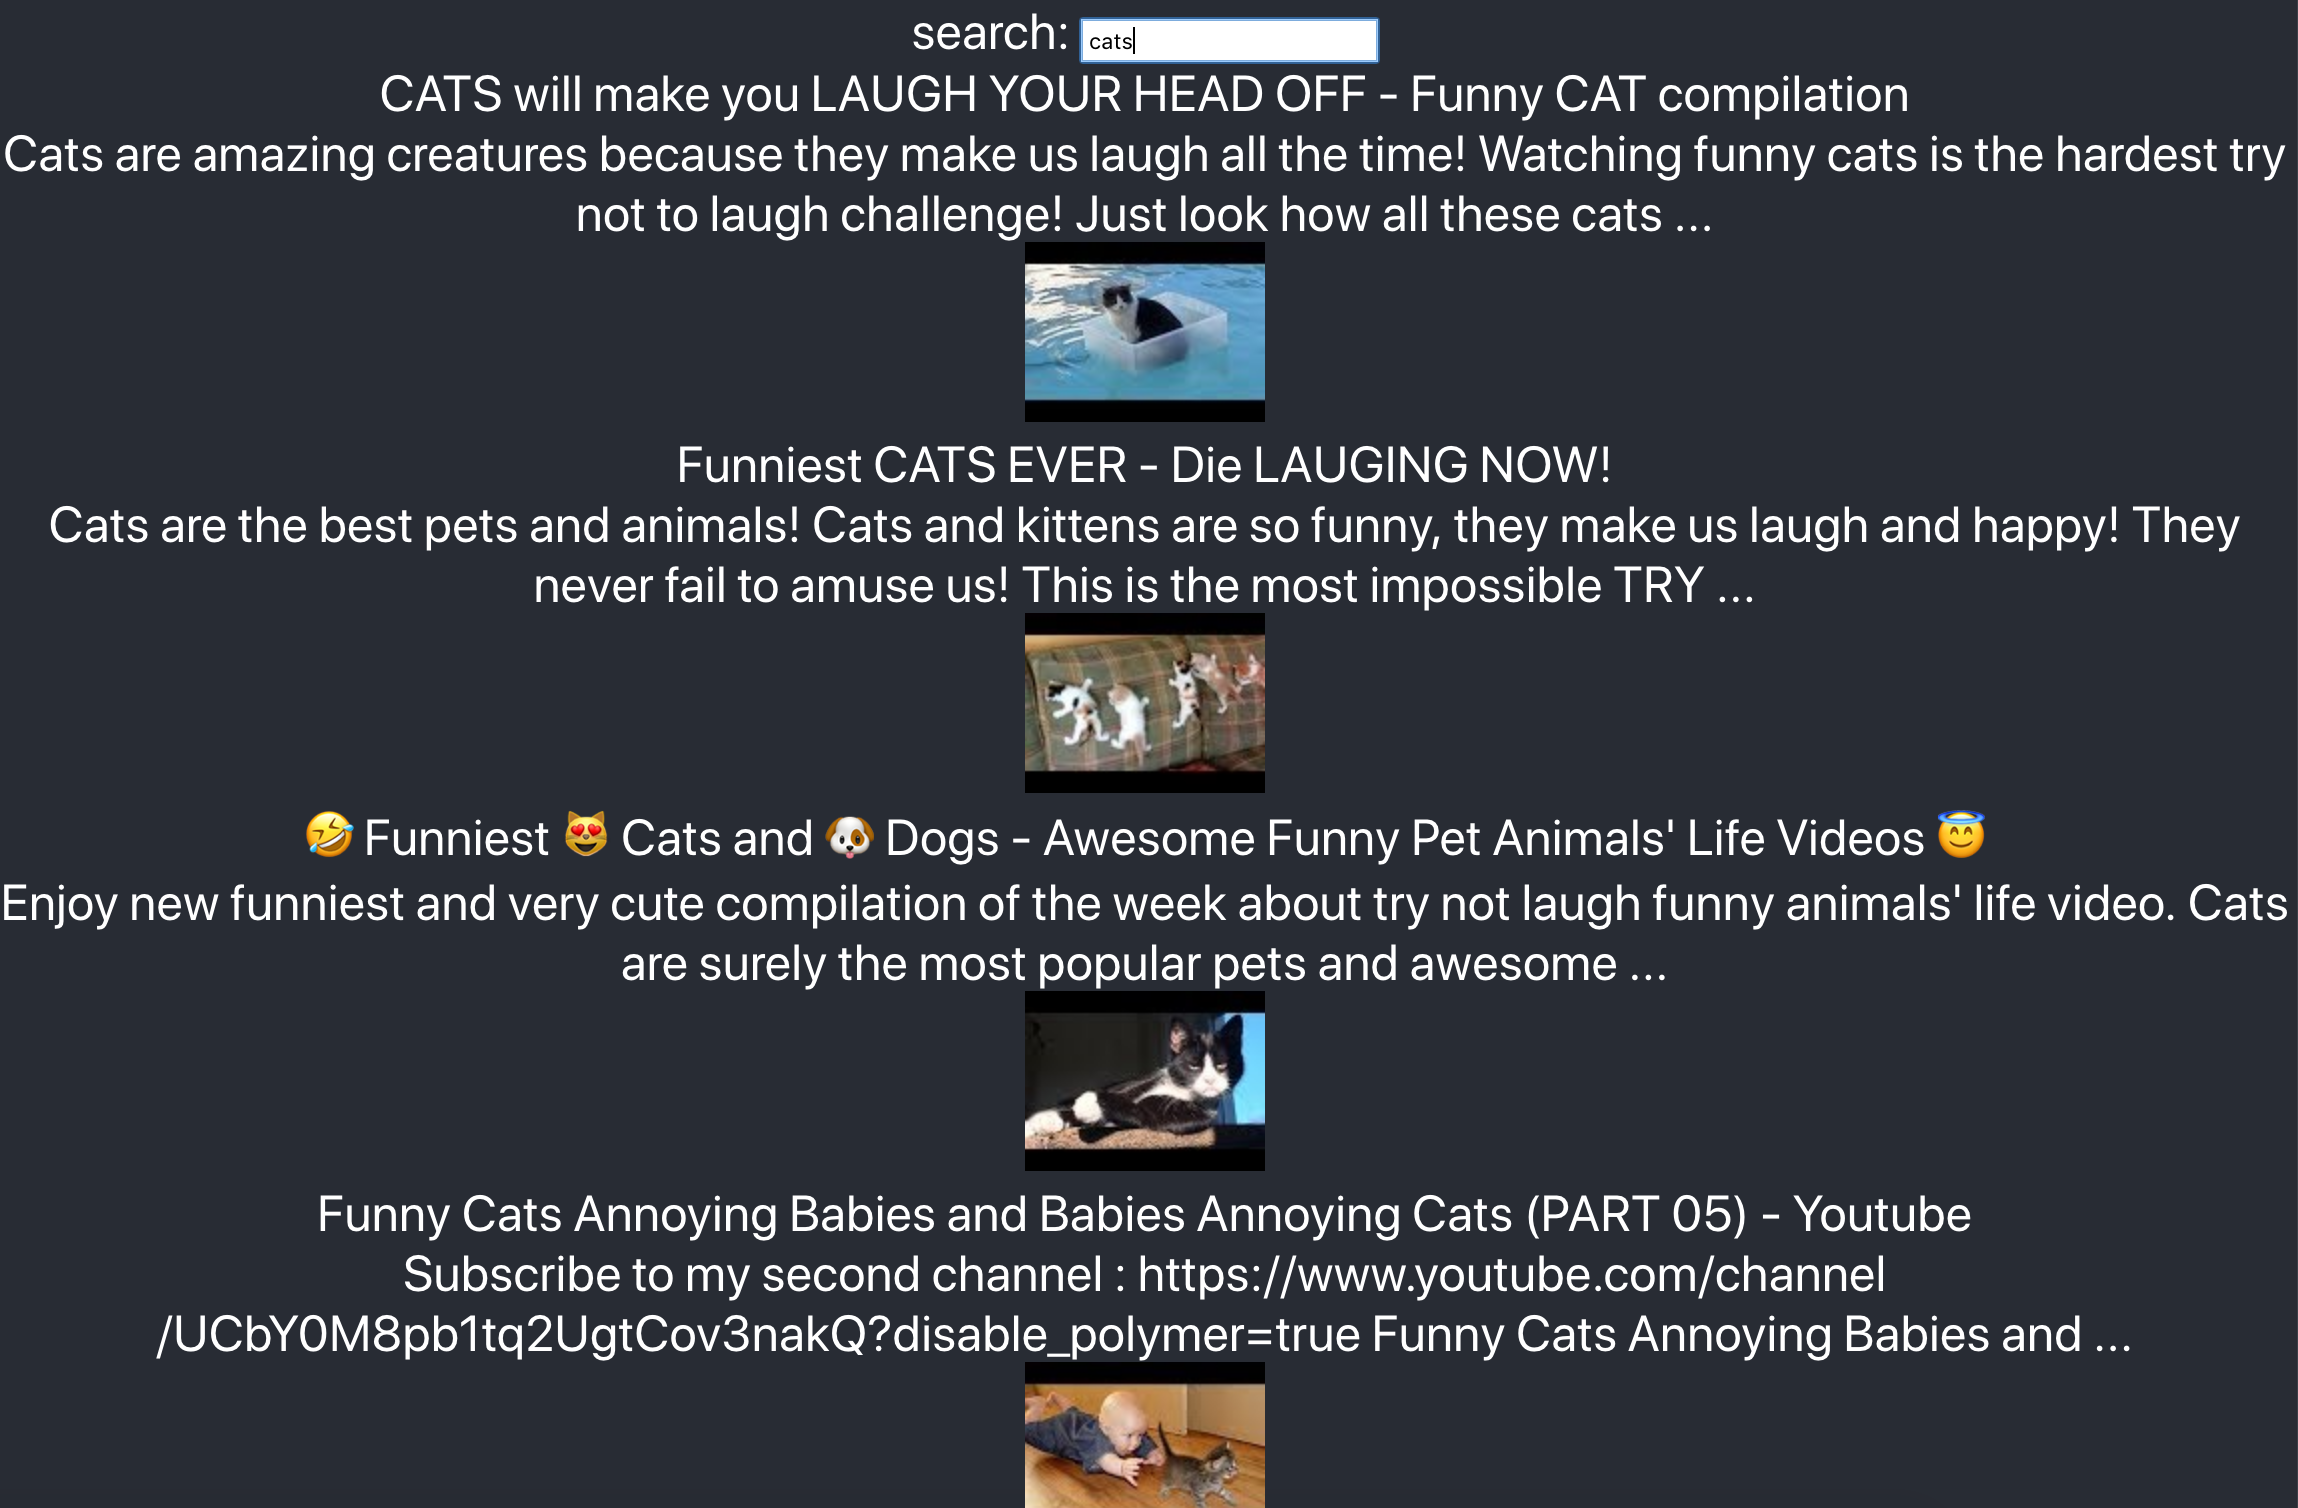 search: cats
CATS will make you LAUGH YOUR HEAD OFF - Funny CAT compilation
Cats are amazing creatures because they make us laugh all the time! Watching funny cats is the hardest try
not to laugh challenge! Just look how all these cats ...
Funniest CATS EVER - Die LAUGING NOW!
Cats are the best pets and animals! Cats and kittens are so funny, they make us laugh and happy! They
never fail to amuse us! This is the most impossible TRY ...
🤣 Funniest 😻 Cats and 🐶 Dogs - Awesome Funny Pet Animals' Life Videos 😇
Enjoy new funniest and very cute compilation of the week about try not laugh funny animals' life video. Cats
are surely the most popular pets and awesome ...
Funny Cats Annoying Babies and Babies Annoying Cats (PART 05) - Youtube
Subscribe to my second channel : https://www.youtube.com/channel
/UCbY0M8pb1tq2UgtCov3nakQ?disable_polymer=true Funny Cats Annoying Babies and ...